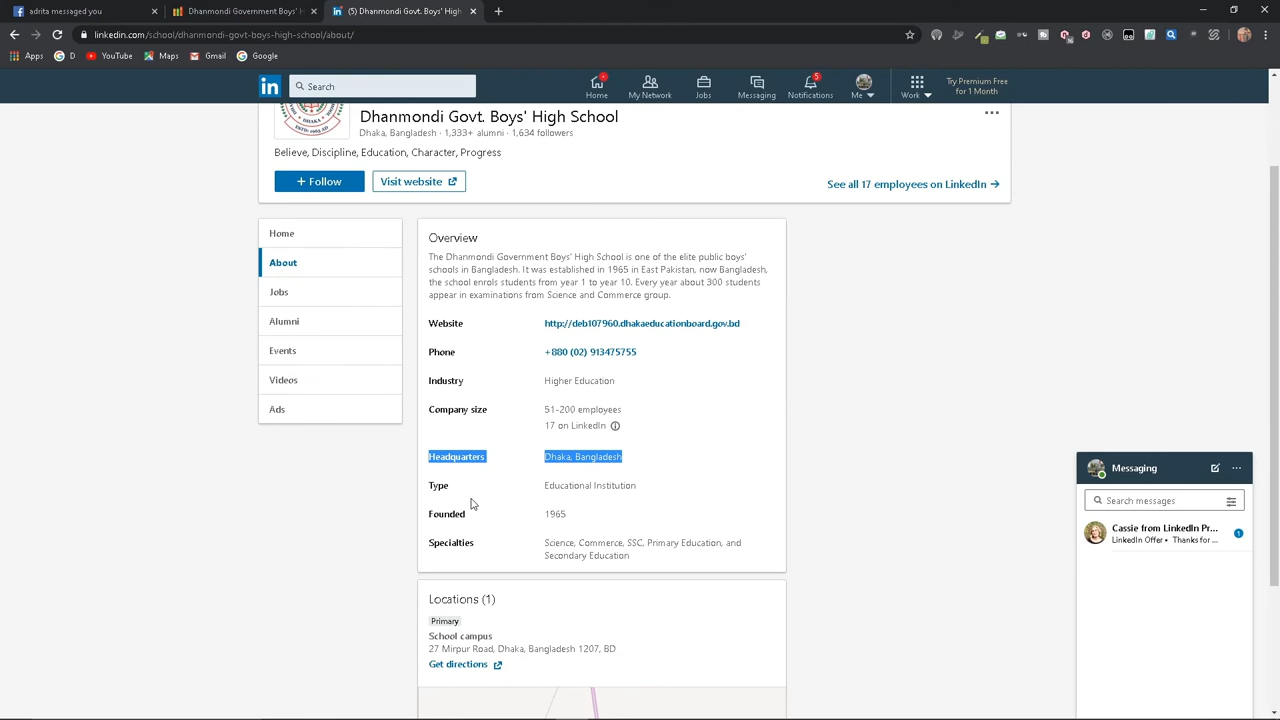 adrita messaged you
Dhanmondi Government Boys' H
(5) Dhanmondi Govt. Boys' High
linkedin.com/school/dhanmondi-govt-boys-high-school/about/
Apps
D
YouTube
Maps
Gmail
Google
in
Search
Home
My Network
Jobs
Messaging
5
Notifications
Me
Work
Try Premium Free
for 1 Month
Dhanmondi Govt. Boys' High School
Dhaka, Bangladesh · 1,333+ alumni · 1,634 followers
Believe, Discipline, Education, Character, Progress
+ Follow
Visit website
See all 17 employees on LinkedIn →
Home
About
Jobs
Alumni
Events
Videos
Ads
Overview
The Dhanmondi Government Boys' High School is one of the elite public boys'
schools in Bangladesh. It was established in 1965 in East Pakistan, now Bangladesh,
the school enrols students from year 1 to year 10. Every year about 300 students
appear in examinations from Science and Commerce group.
Website http://deb107960.dhakaeducationboard.gov.bd
Phone +880 (02) 913475755
Industry Higher Education
Company size 51-200 employees
17 on LinkedIn
Headquarters Dhaka, Bangladesh
Type Educational Institution
Founded 1965
Specialties Science, Commerce, SSC, Primary Education, and
Secondary Education
Locations (1)
Primary
School campus
27 Mirpur Road, Dhaka, Bangladesh 1207, BD
Get directions
Messaging
Search messages
Cassie from LinkedIn Pr...
LinkedIn Offer • Thanks for ...
1